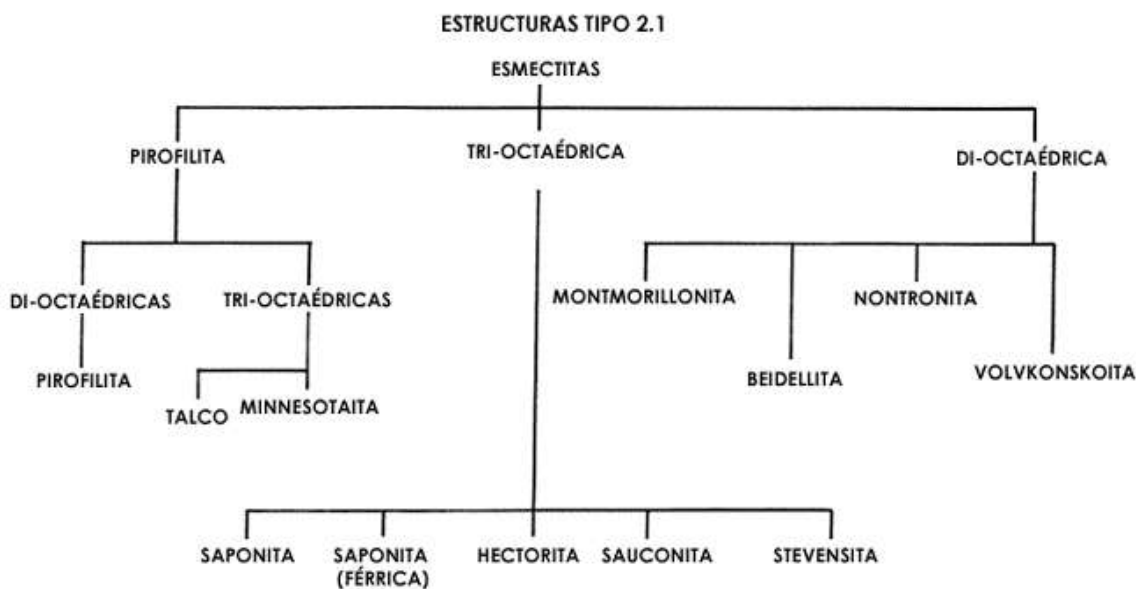 ESTRUCTURAS TIPO 2.1
ESMECTITAS
PIROFILITA
TRI-OCTAÉDRICA
DI-OCTAÉDRICA
DI-OCTAÉDRICAS
TRI-OCTAÉDRICAS
MONTMORILLONITA
NONTRONITA
PIROFILITA
BEIDELLITA
VOLVKONSKOITA
TALCO
MINNESOTAITA
SAPONITA
SAPONITA
(FÉRRICA)
HECTORITA
SAUCONITA
STEVENSITA